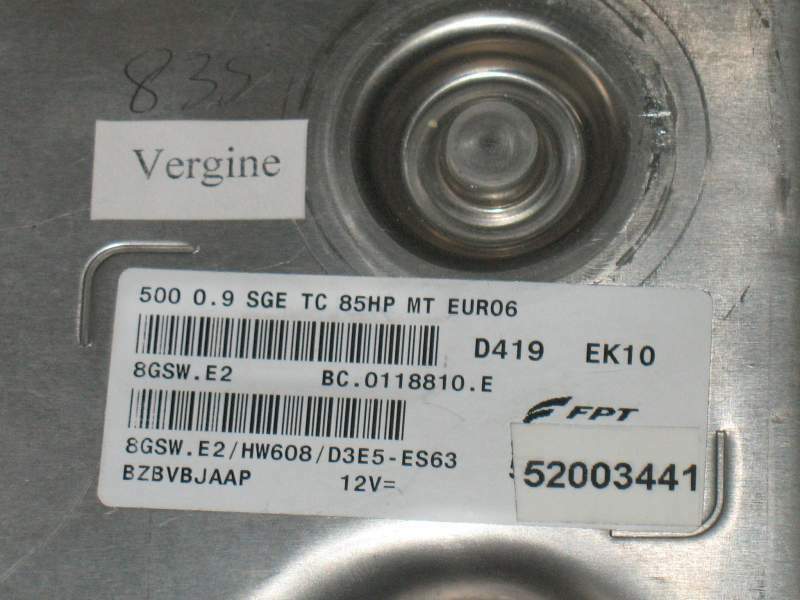 Vergine
500 0.9 SGE TC 85HP MT EURO6
D419 EK10
8GSW.E2 BC.0118810.E
FPT
8GSW.E2/HW608/D3E5-ES63
BZBVBJAAP 12V=
52003441